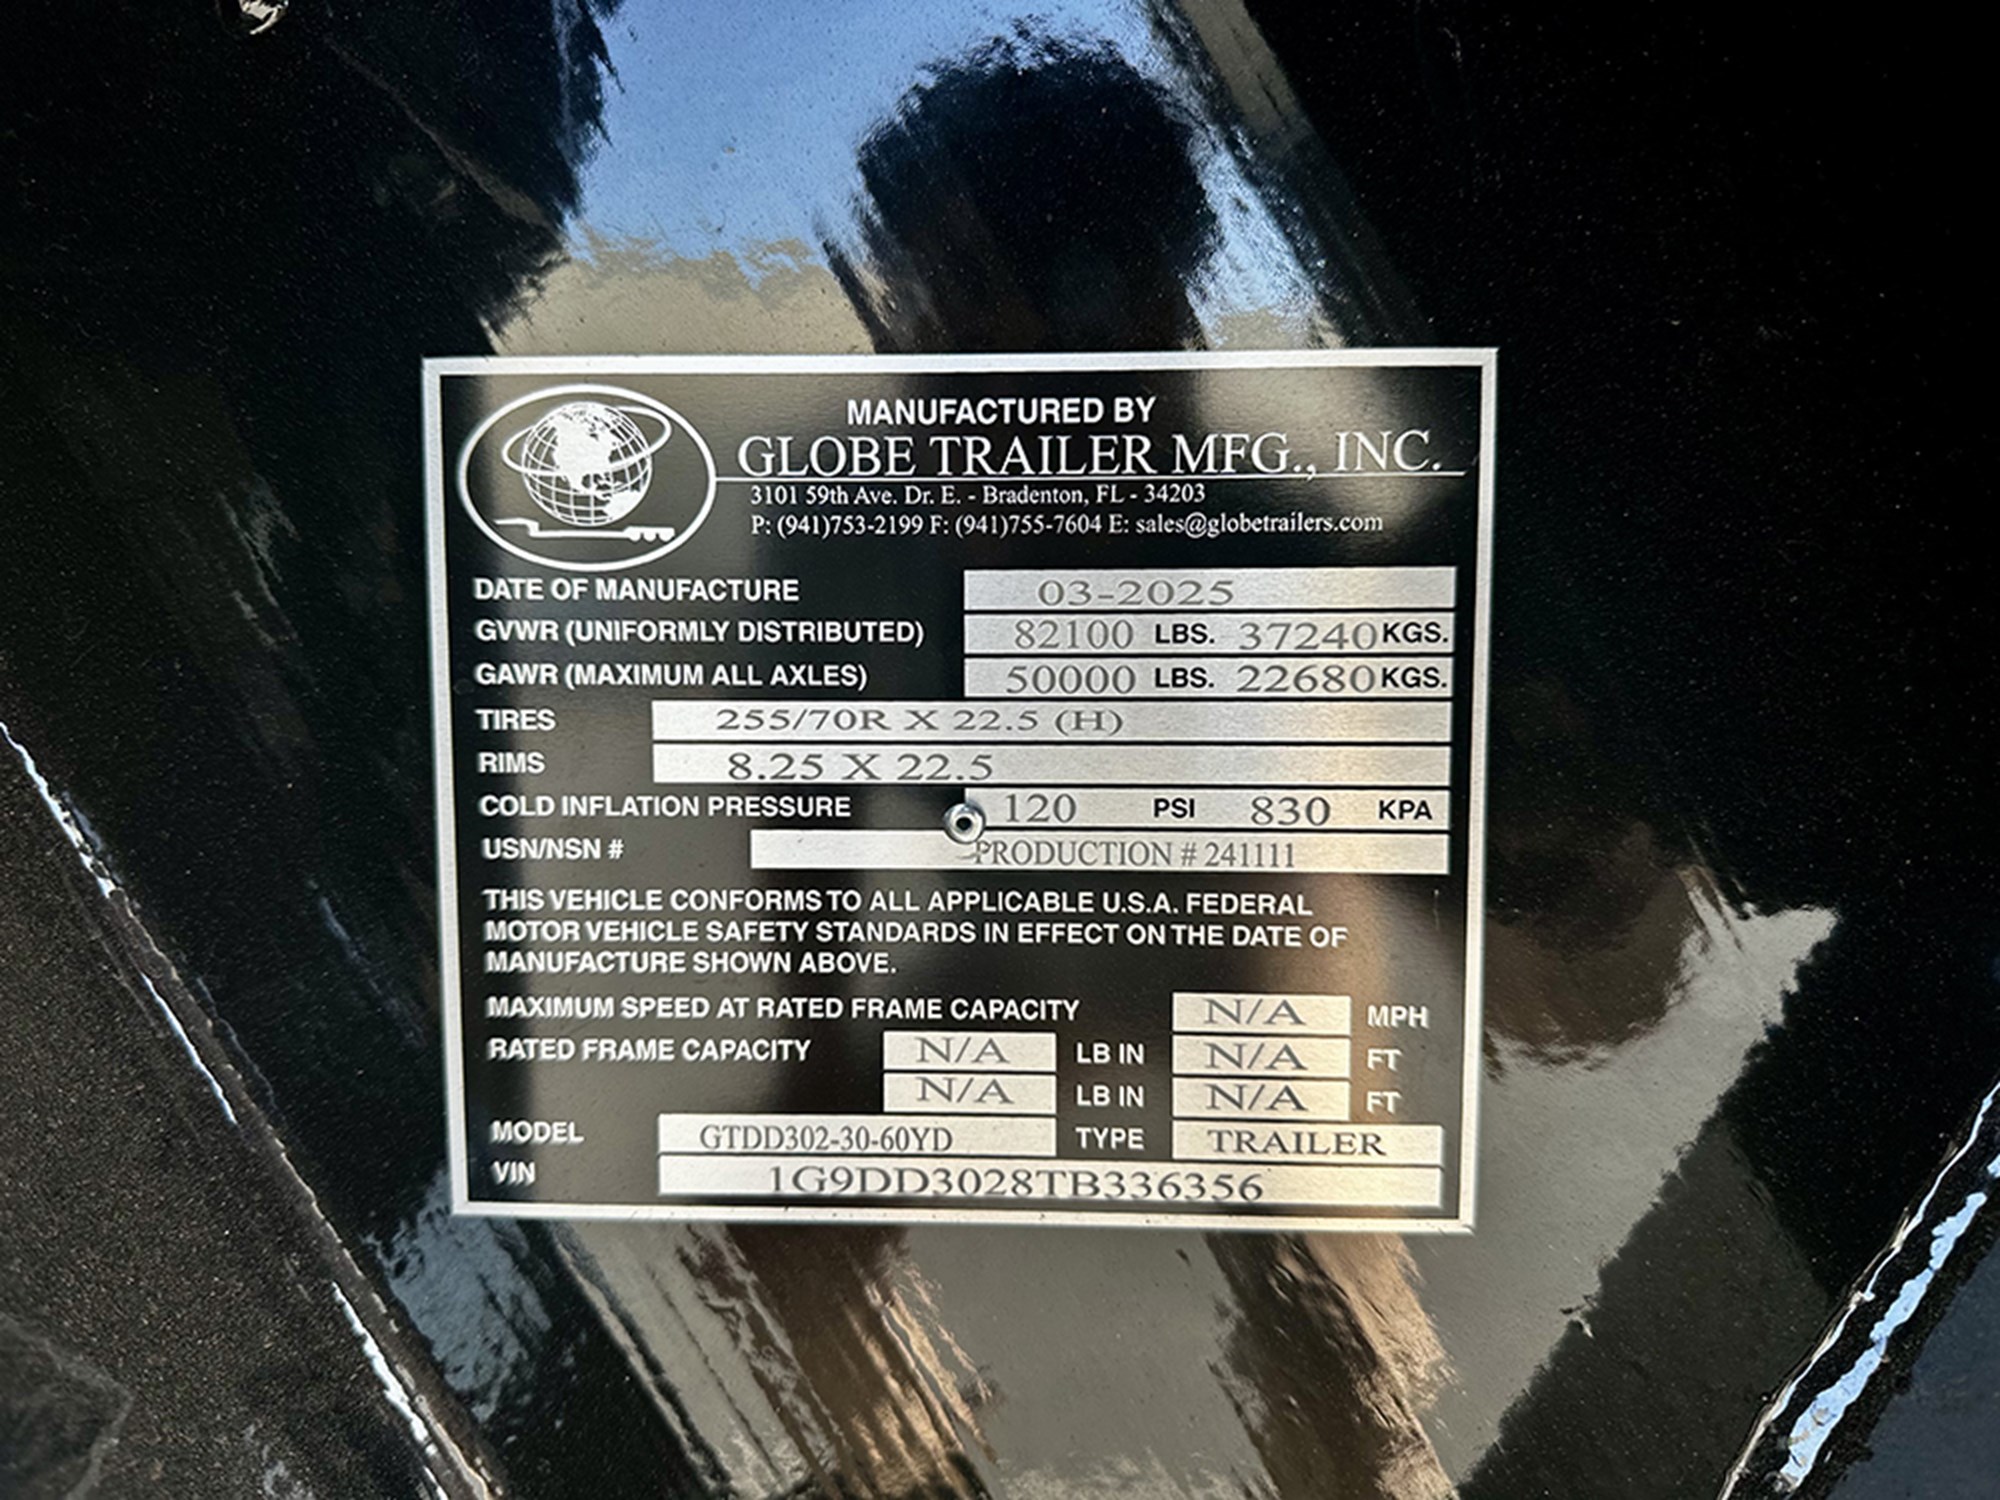 MANUFACTURED BY
GLOBE TRAILER MFG., INC.
3101 59th Ave. Dr. E. - Bradenton, FL - 34203
P: (941)753-2199 F: (941)755-7604 E: sales@globetrailers.com
DATE OF MANUFACTURE 03-2025
GVWR (UNIFORMLY DISTRIBUTED) 82100 LBS. 37240 KGS.
GAWR (MAXIMUM ALL AXLES) 50000 LBS. 22680 KGS.
TIRES 255/70R X 22.5 (H)
RIMS 8.25 X 22.5
COLD INFLATION PRESSURE 120 PSI 830 KPA
USN/NSN # PRODUCTION # 241111
THIS VEHICLE CONFORMS TO ALL APPLICABLE U.S.A. FEDERAL
MOTOR VEHICLE SAFETY STANDARDS IN EFFECT ON THE DATE OF
MANUFACTURE SHOWN ABOVE.
MAXIMUM SPEED AT RATED FRAME CAPACITY N/A MPH
RATED FRAME CAPACITY N/A LB IN N/A FT
N/A LB IN N/A FT
MODEL GTDD302-30-60YD TYPE TRAILER
VIN 1G9DD3028TB336356